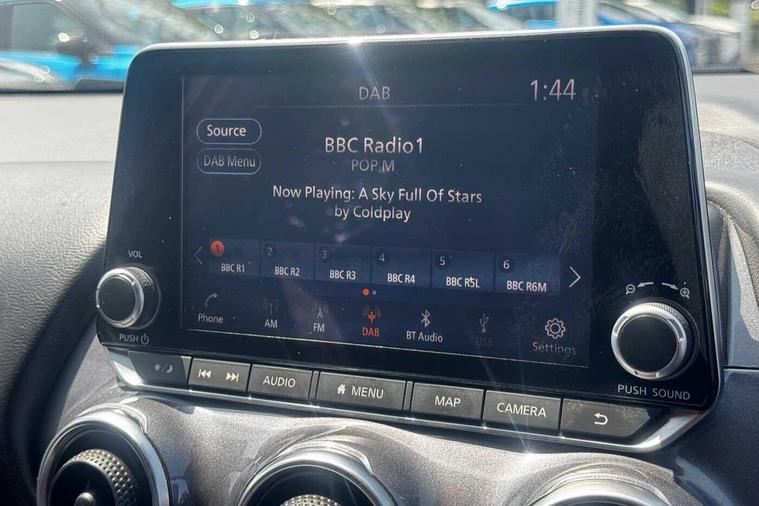 DAB
1:44
Source
DAB Menu
BBC Radio1
POP M
Now Playing: A Sky Full Of Stars
by Coldplay
1 2 3 4 5 6
BBC R1 BBC R2 BBC R3 BBC R4 BBC R5L BBC R6M
Phone AM FM DAB BT Audio USB Settings
VOL
PUSH
PUSH SOUND
AUDIO MENU MAP CAMERA